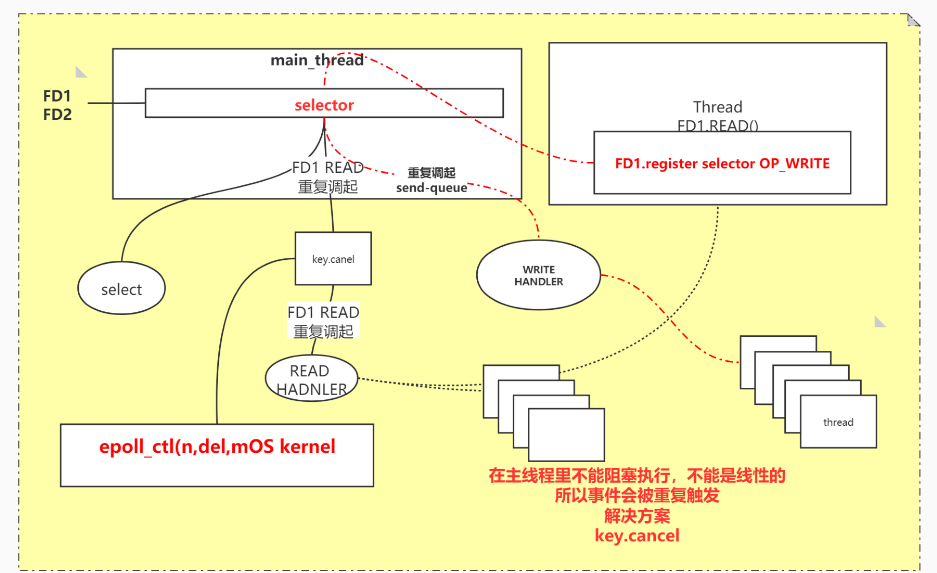 main_thread
FD1
FD2
selector
Thread
FD1.READ()
FD1.register selector OP_WRITE
FD1 READ
重复调起
重复调起
send-queue
key.canel
select
WRITE
HANDLER
FD1 READ
重复调起
READ
HADNLER
thread
epoll_ctl(n,del,mOS kernel
在主线程里不能阻塞执行，不能是线性的
所以事件会被重复触发
解决方案
key.cancel